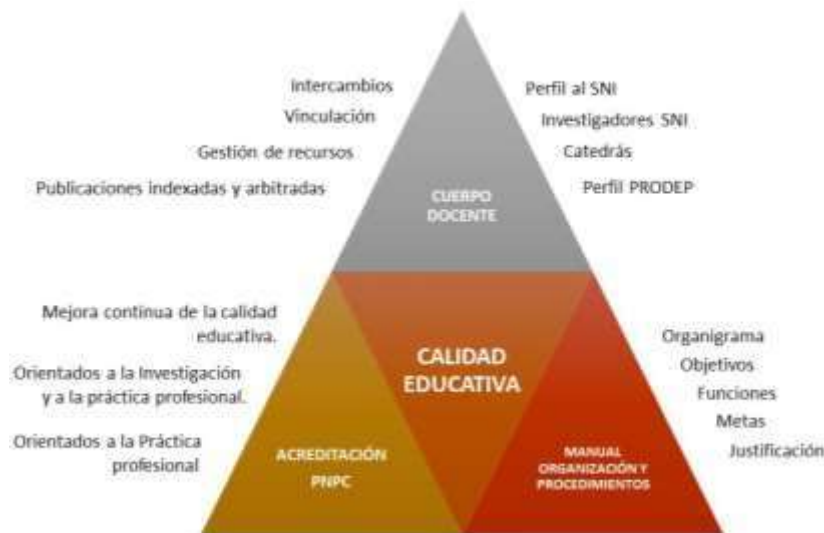 Intercambios
Vinculación
Gestión de recursos
Publicaciones indexadas y arbitradas
Perfil al SNI
Investigadores SNI
Catedrás
Perfil PRODEP
CUERPO
DOCENTE
Mejora continua de la calidad
educativa.
Orientados a la Investigación
y a la práctica profesional.
Orientados a la Práctica
profesional
CALIDAD
EDUCATIVA
Organigrama
Objetivos
Funciones
Metas
Justificación
ACREDITACIÓN
PNPC
MANUAL
ORGANIZACIÓN Y
PROCEDIMIENTOS